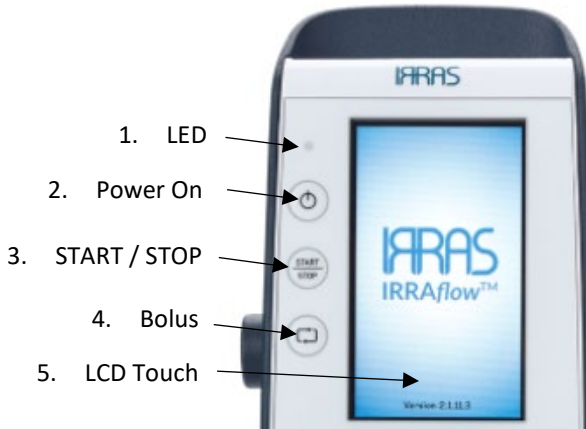 IRRAS
1. LED
2. Power On
START
STOP
3. START / STOP
IRRAS
IRRAflow™
4. Bolus
5. LCD Touch
Version 2.1.11.3